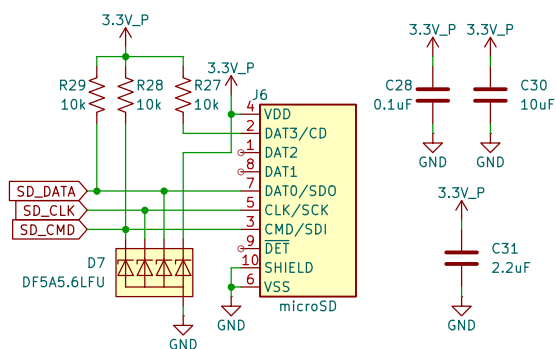 3.3V_P
3.3V_P
3.3V_P
3.3V_P
R29
10k
R28
10k
R27
10k
J6
4 VDD
2 DAT3/CD
1 DAT2
8 DAT1
7 DAT0/SDO
5 CLK/SCK
3 CMD/SDI
9 DET
10 SHIELD
6 VSS
microSD
SD_DATA
SD_CLK
SD_CMD
D7
DF5A5.6LFU
GND
GND
C28
0.1uF
GND
C30
10uF
GND
3.3V_P
C31
2.2uF
GND